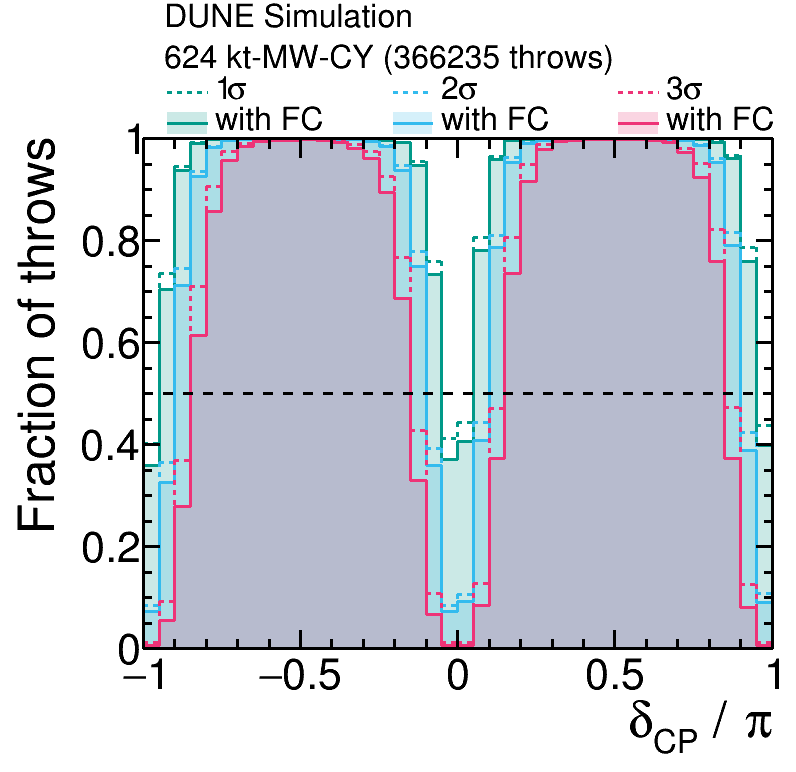 DUNE Simulation
624 kt-MW-CY (366235 throws)
1σ 2σ 3σ
with FC with FC with FC
1
0.8
0.6
0.4
0.2
0
Fraction of throws
−1 −0.5 0 0.5 1
δCP / π